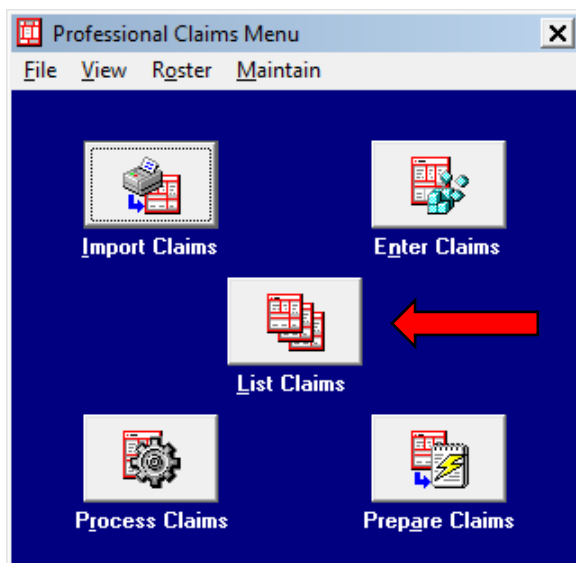 Professional Claims Menu
File View Roster Maintain
Import Claims
Enter Claims
List Claims
Process Claims
Prepare Claims